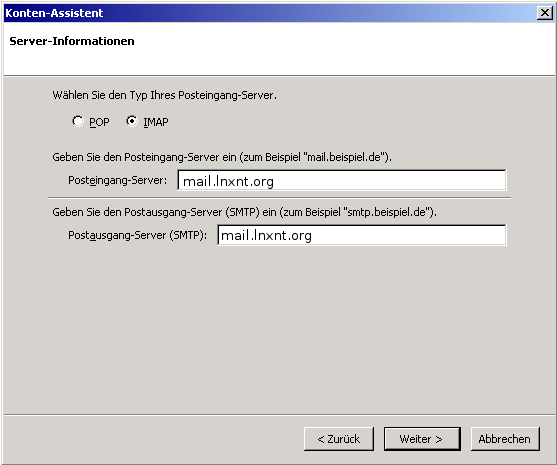 Konten-Assistent
Server-Informationen
Wählen Sie den Typ Ihres Posteingang-Server.
POP IMAP
Geben Sie den Posteingang-Server ein (zum Beispiel "mail.beispiel.de").
Posteingang-Server: mail.lnxnt.org
Geben Sie den Postausgang-Server (SMTP) ein (zum Beispiel "smtp.beispiel.de").
Postausgang-Server (SMTP): mail.lnxnt.org
< Zurück Weiter > Abbrechen